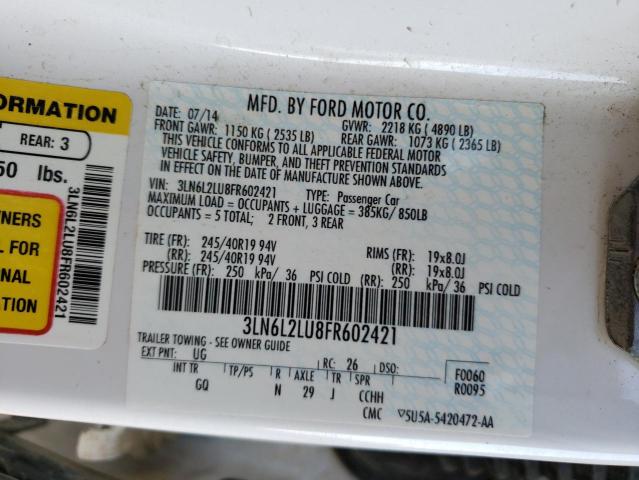 ORMATION
REAR: 3
50 lbs.
3LN6L2LU8FR602421
NERS
L FOR
NAL
MFD. BY FORD MOTOR CO.
DATE: 07/14 GVWR: 2218 KG (4890 LB)
FRONT GAWR: 1150 KG (2535 LB) REAR GAWR: 1073 KG (2365 LB)
THIS VEHICLE CONFORMS TO ALL APPLICABLE FEDERAL MOTOR
VEHICLE SAFETY, BUMPER, AND THEFT PREVENTION STANDARDS
IN EFFECT ON THE DATE OF MANUFACTURE SHOWN ABOVE.
VIN: 3LN6L2LU8FR602421 TYPE: Passenger Car
MAXIMUM LOAD = OCCUPANTS + LUGGAGE = 385KG/ 850LB
OCCUPANTS = 5 TOTAL; 2 FRONT, 3 REAR
TIRE (FR): 245/40R19 94V RIMS (FR): 19x8.0J
(RR): 245/40R19 94V (RR): 19x8.0J
PRESSURE (FR): 250 kPa/ 36 PSI COLD (RR): 250 kPa/ 36 PSI COLD
3LN6L2LU8FR602421
TRAILER TOWING - SEE OWNER GUIDE
EXT PNT: UG RC: 26 DSO: F0060
INT TR TP/PS R AXLE TR SPR R0095
GQ N 29 J CCHH
CMC 5U5A-5420472-AA